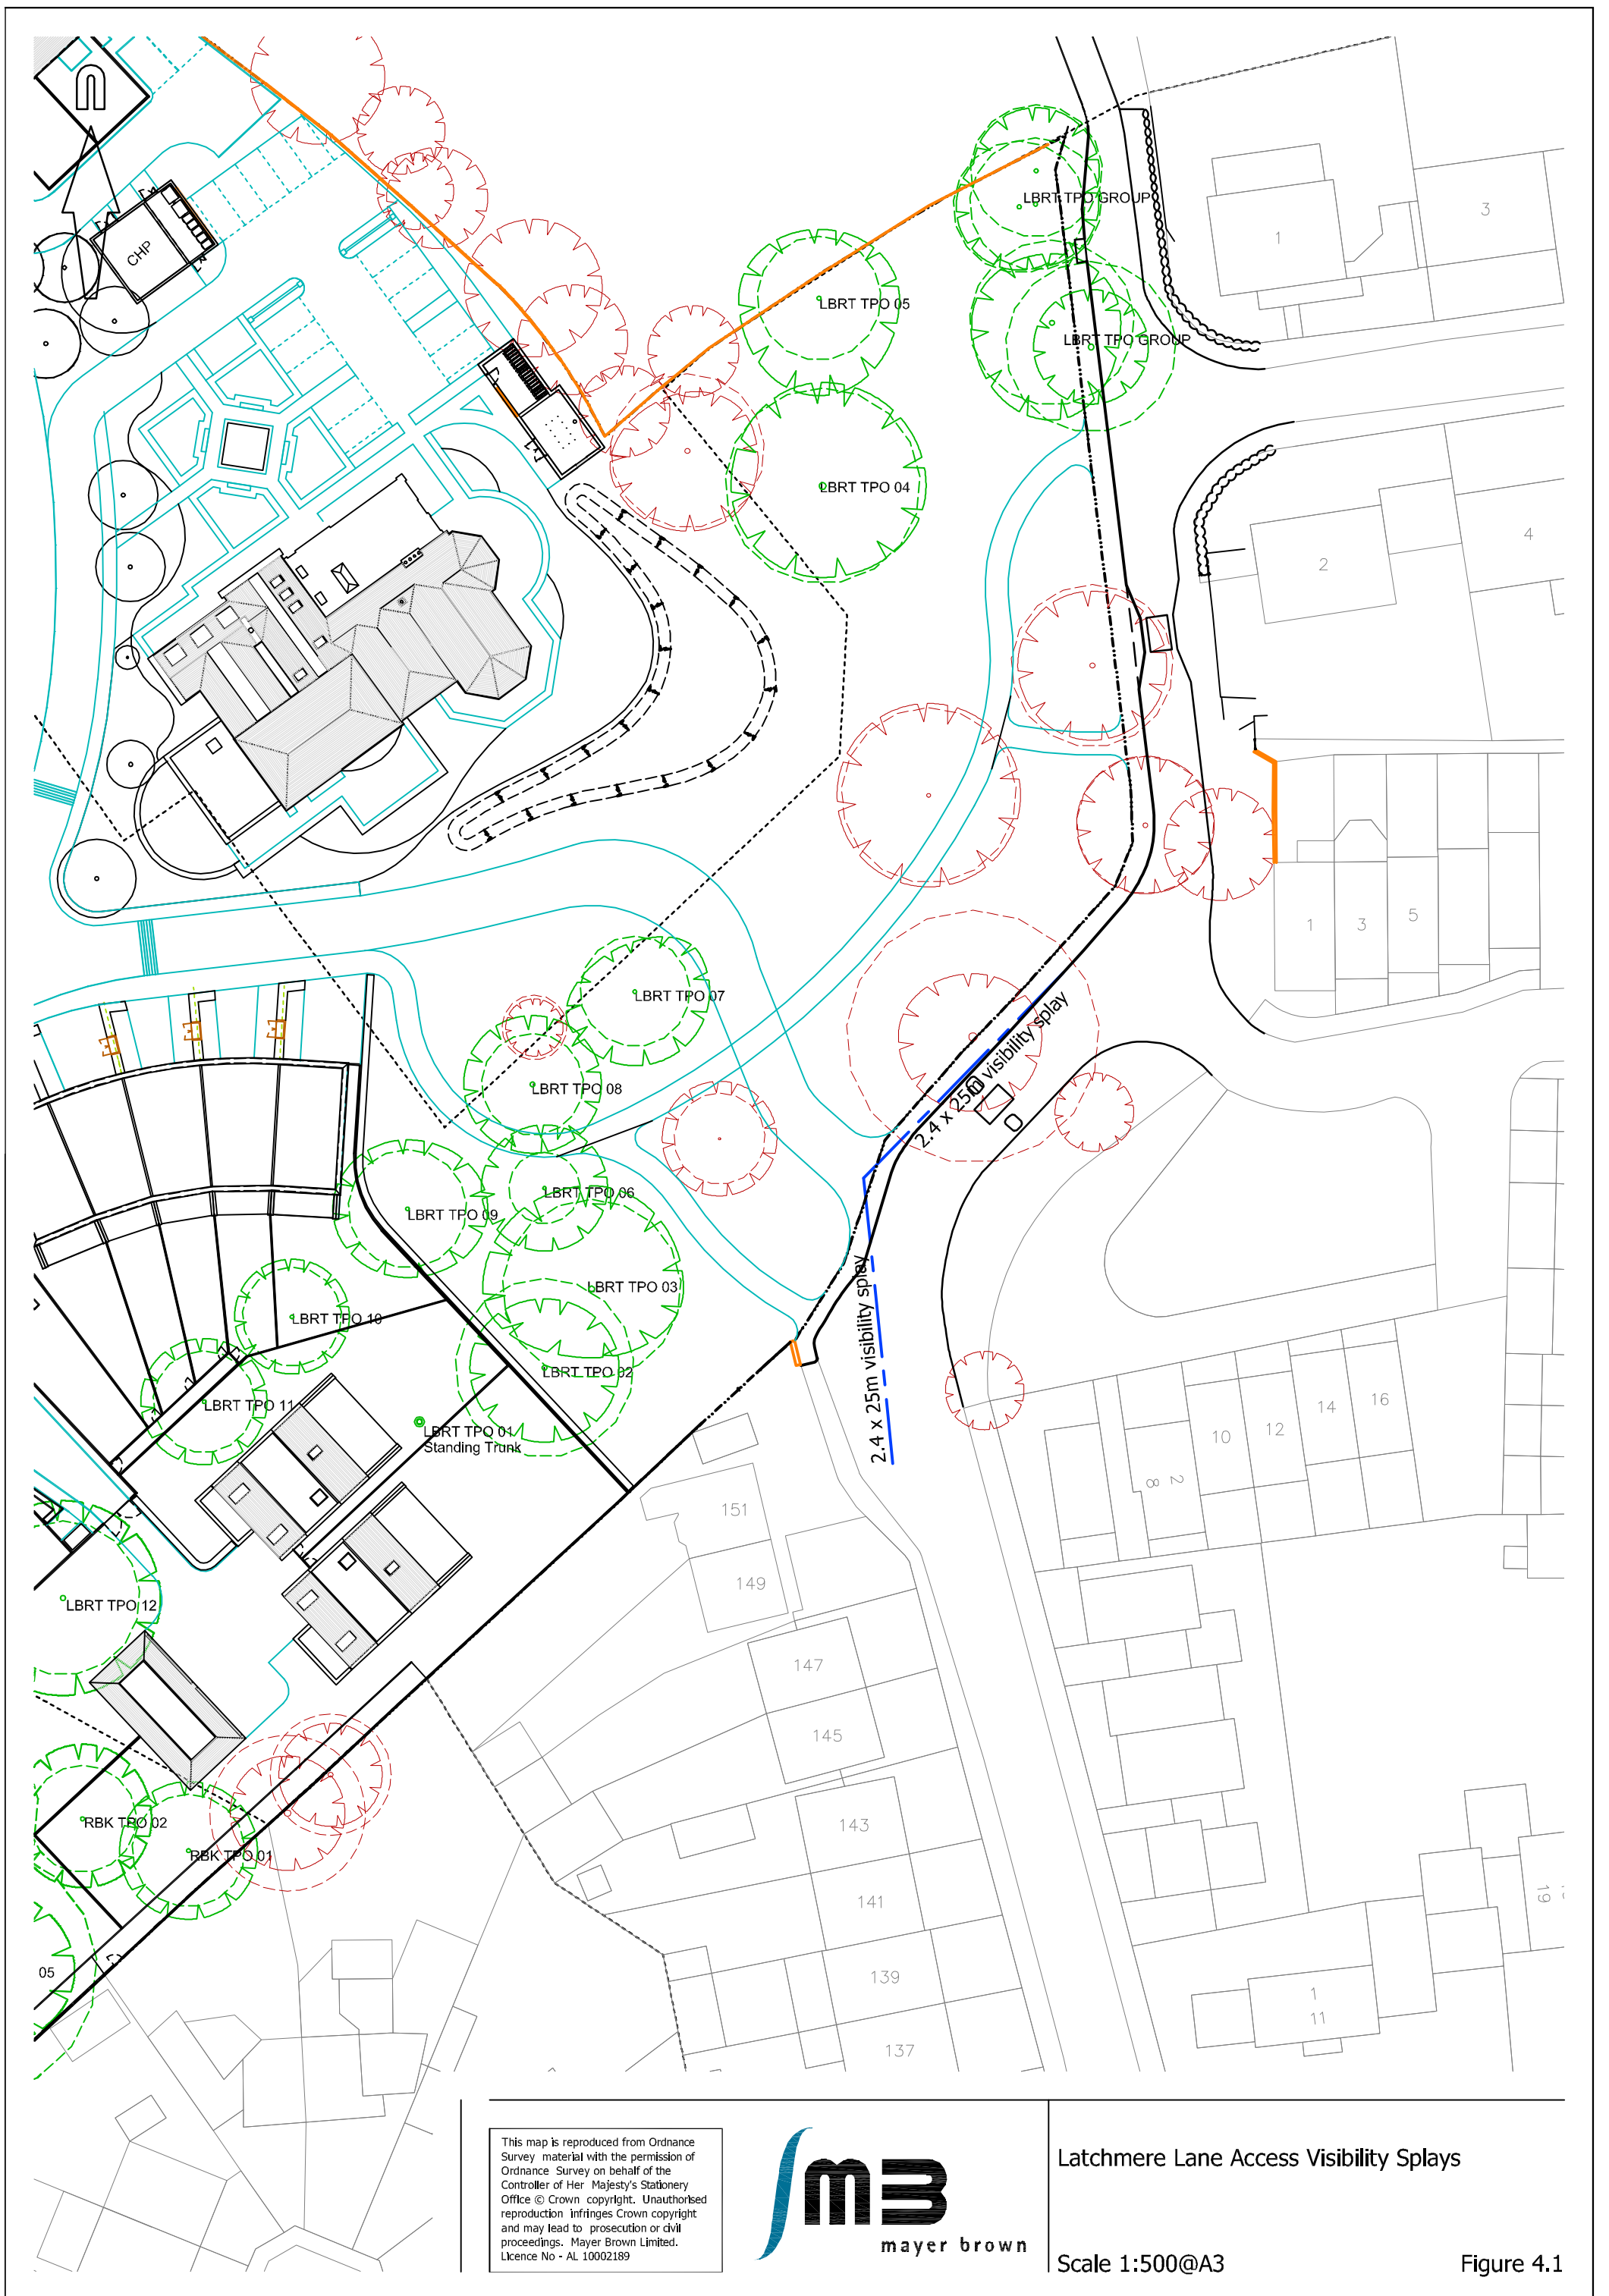 CHP
LBRT TPO GROUP
3
1
LBRT TPO 05
LBRT TPO GROUP
LBRT TPO 04
4
2
1
3
5
LBRT TPO 07
2.4 x 25m visibility splay
LBRT TPO 08
LBRT TPO 06
LBRT TPO 09
LBRT TPO 03
LBRT TPO 10
2.4 x 25m visibility splay
LBRT TPO 02
LBRT TPO 11
LBRT TPO 01
Standing Trunk
16
14
12
10
2
8
151
149
LBRT TPO 12
147
145
RBK TPO 02
RBK TPO 01
143
141
19
139
05
1
11
137
This map is reproduced from Ordnance
Survey material with the permission of
Ordnance Survey on behalf of the
Controller of Her Majesty's Stationery
Office © Crown copyright. Unauthorised
reproduction infringes Crown copyright
and may lead to prosecution or civil
proceedings. Mayer Brown Limited.
Licence No - AL 10002189
mb
mayer brown
Latchmere Lane Access Visibility Splays
Scale 1:500@A3
Figure 4.1